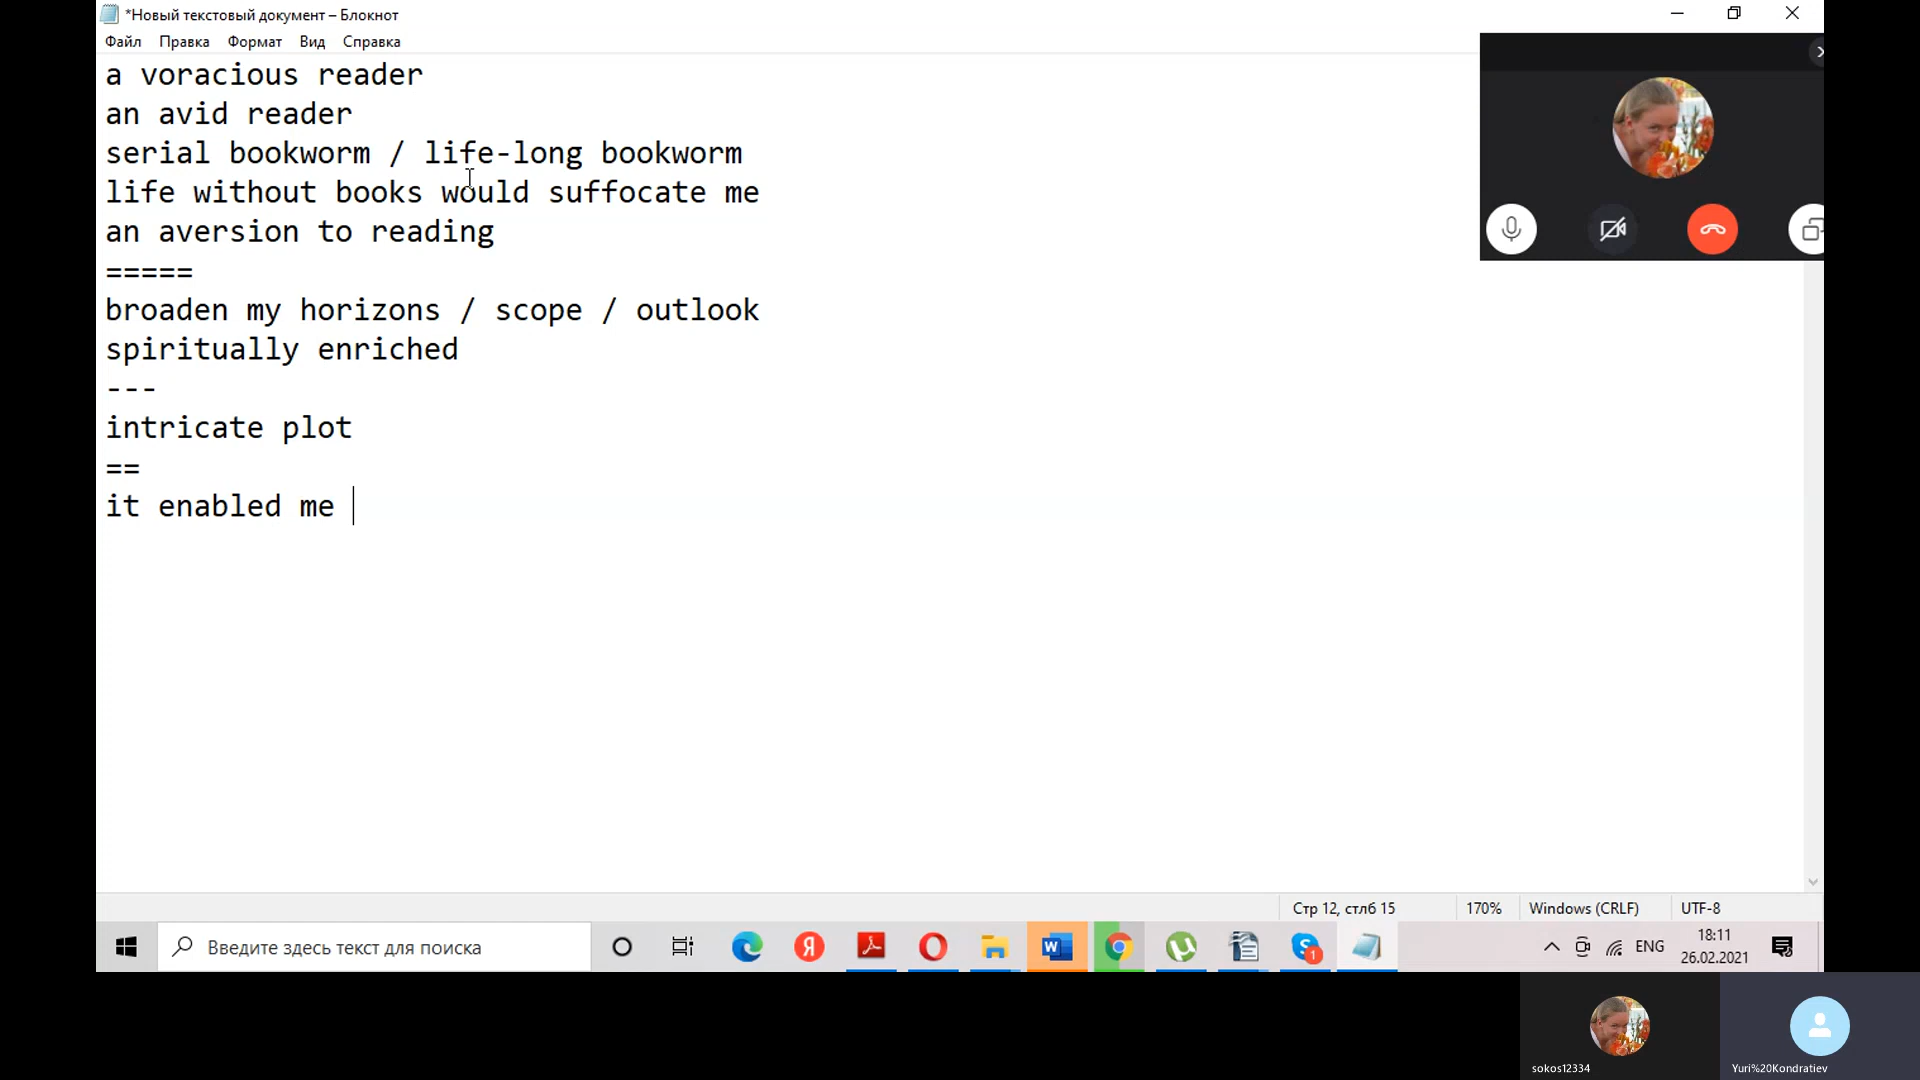 *Новый текстовый документ – Блокнот
Файл Правка Формат Вид Справка
a voracious reader
an avid reader
serial bookworm / life-long bookworm
life without books would suffocate me
an aversion to reading
=====
broaden my horizons / scope / outlook
spiritually enriched
---
intricate plot
==
it enabled me
Стр 12, стлб 15 170% Windows (CRLF) UTF-8
Введите здесь текст для поиска
W
1
ENG
18:11
26.02.2021
sokos12334
Yuri%20Kondratiev